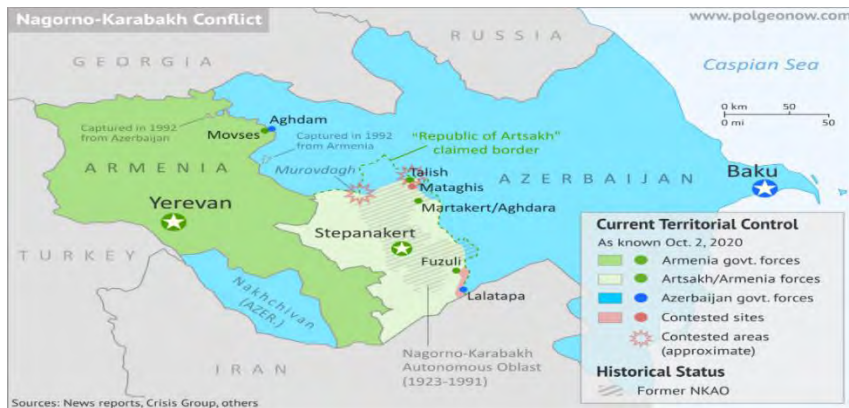 Nagorno-Karabakh Conflict
www.polgeonow.com
RUSSIA
GEORGIA
Caspian Sea
0 km 50 50
0 mi
Aghdam
Captured in 1992
from Azerbaijan
Movses
Captured in 1992
from Armenia
"Republic of Artsakh"
claimed border
ARMENIA
Murovdagh
Talish
Mataghis
AZERBAIJAN
Baku
Yerevan
Martakert/Aghdara
Stepanakert
TURKEY
Fuzuli
Nakhchivan
(AZER.)
Lalatapa
IRAN
Nagorno-Karabakh
Autonomous Oblast
(1923-1991)
Current Territorial Control
As known Oct. 2, 2020
Armenia govt. forces
Artsakh/Armenia forces
Azerbaijan govt. forces
Contested sites
Contested areas
(approximate)
Historical Status
Former NKAO
Sources: News reports, Crisis Group, others